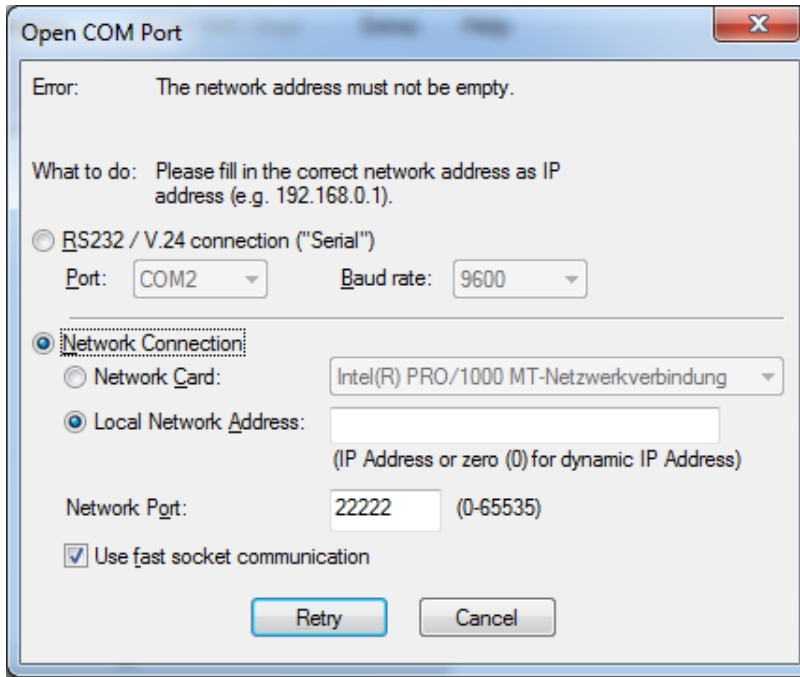 Open COM Port
Error: The network address must not be empty.
What to do: Please fill in the correct network address as IP
address (e.g. 192.168.0.1).
RS232 / V.24 connection ("Serial")
Port: COM2 Baud rate: 9600
Network Connection
Network Card: Intel(R) PRO/1000 MT-Netzwerkverbindung
Local Network Address:
(IP Address or zero (0) for dynamic IP Address)
Network Port: 22222 (0-65535)
Use fast socket communication
Retry Cancel